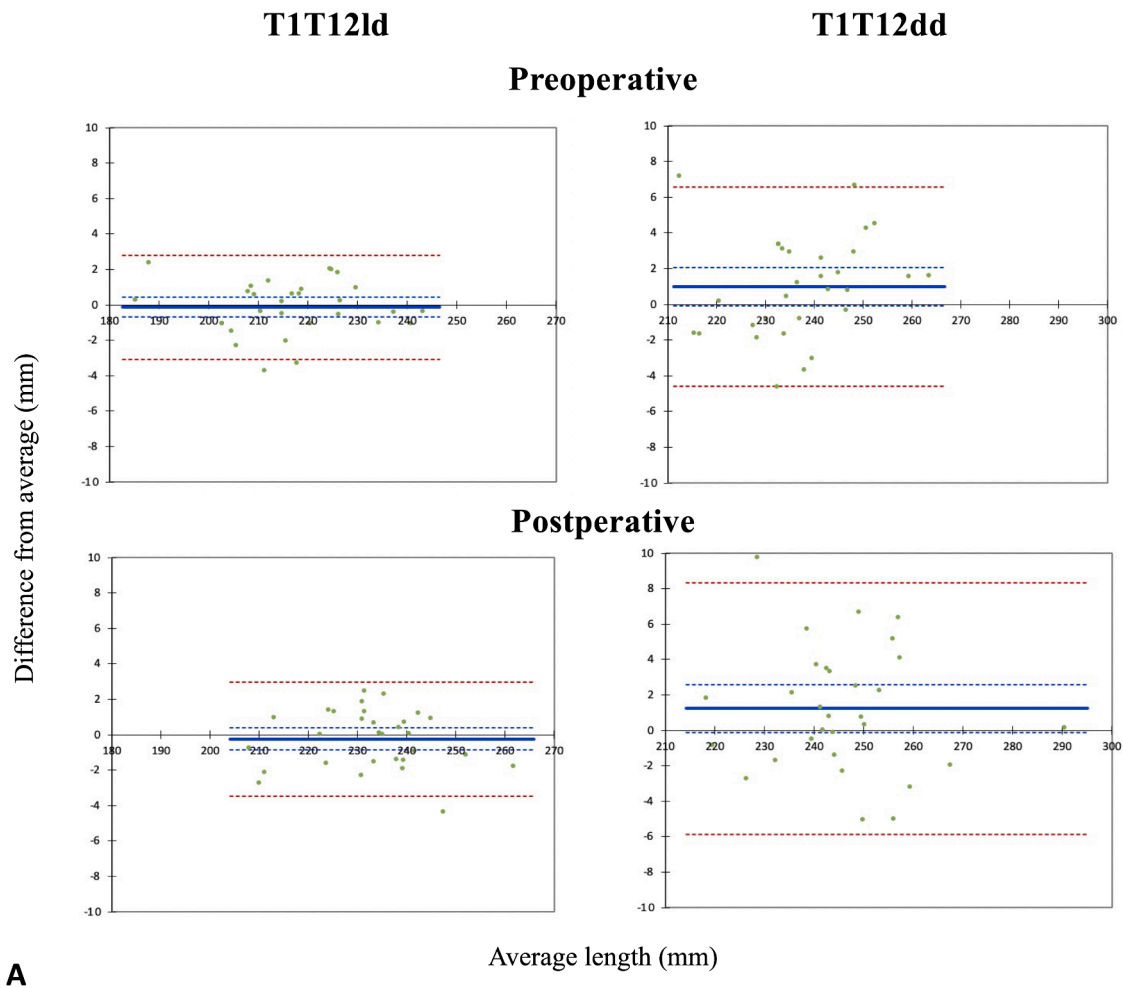 T1T12ld T1T12dd
Preoperative
10 8 6 4 2 0 -2 -4 -6 -8 -10
180 190 200 210 220 230 240 250 260 270
10 8 6 4 2 0 -2 -4 -6 -8 -10
210 220 230 240 250 260 270 280 290 300
Postperative
10 8 6 4 2 0 -2 -4 -6 -8 -10
180 190 200 210 220 230 240 250 260 270
10 8 6 4 2 0 -2 -4 -6 -8 -10
210 220 230 240 250 260 270 280 290 300
Difference from average (mm)
Average length (mm)
A